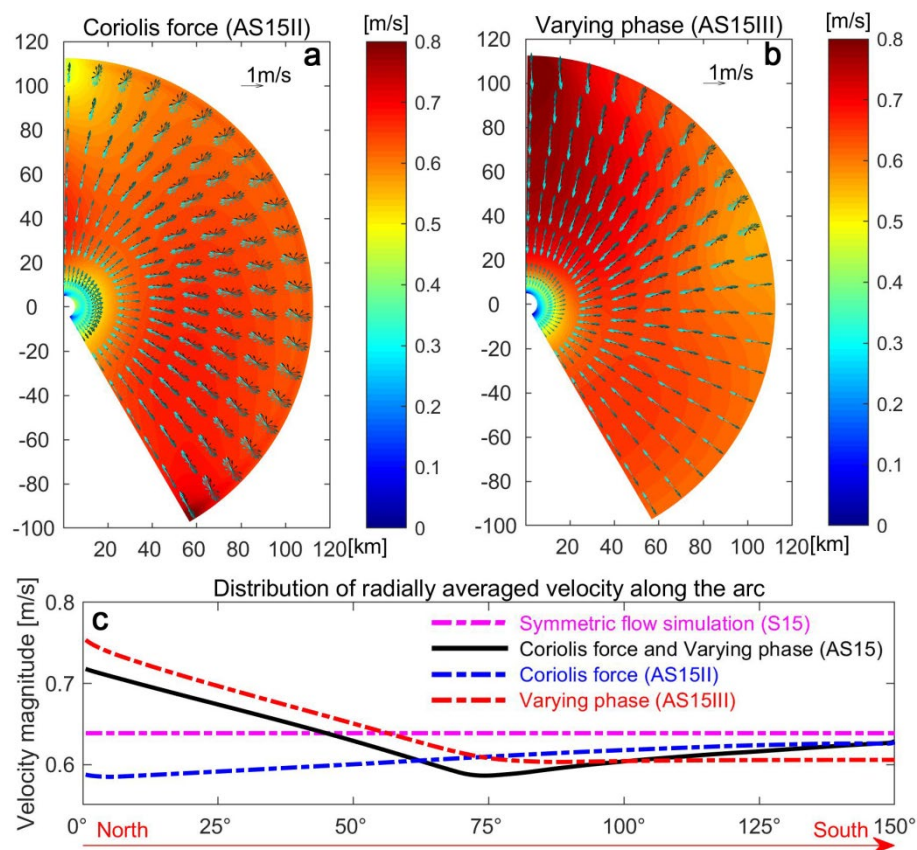 Coriolis force (AS15II)
[m/s]
a
1m/s
120
100
80
60
40
20
0
-20
-40
-60
-80
-100
20 40 60 80 100 120
[km]
0.8
0.7
0.6
0.5
0.4
0.3
0.2
0.1
0
Varying phase (AS15III)
[m/s]
b
1m/s
120
100
80
60
40
20
0
-20
-40
-60
-80
-100
20 40 60 80 100 120
0.8
0.7
0.6
0.5
0.4
0.3
0.2
0.1
0
Distribution of radially averaged velocity along the arc
c
Velocity magnitude [m/s]
0.8
0.7
0.6
Symmetric flow simulation (S15)
Coriolis force and Varying phase (AS15)
Coriolis force (AS15II)
Varying phase (AS15III)
0° 25° 50° 75° 100° 125° 150°
North South